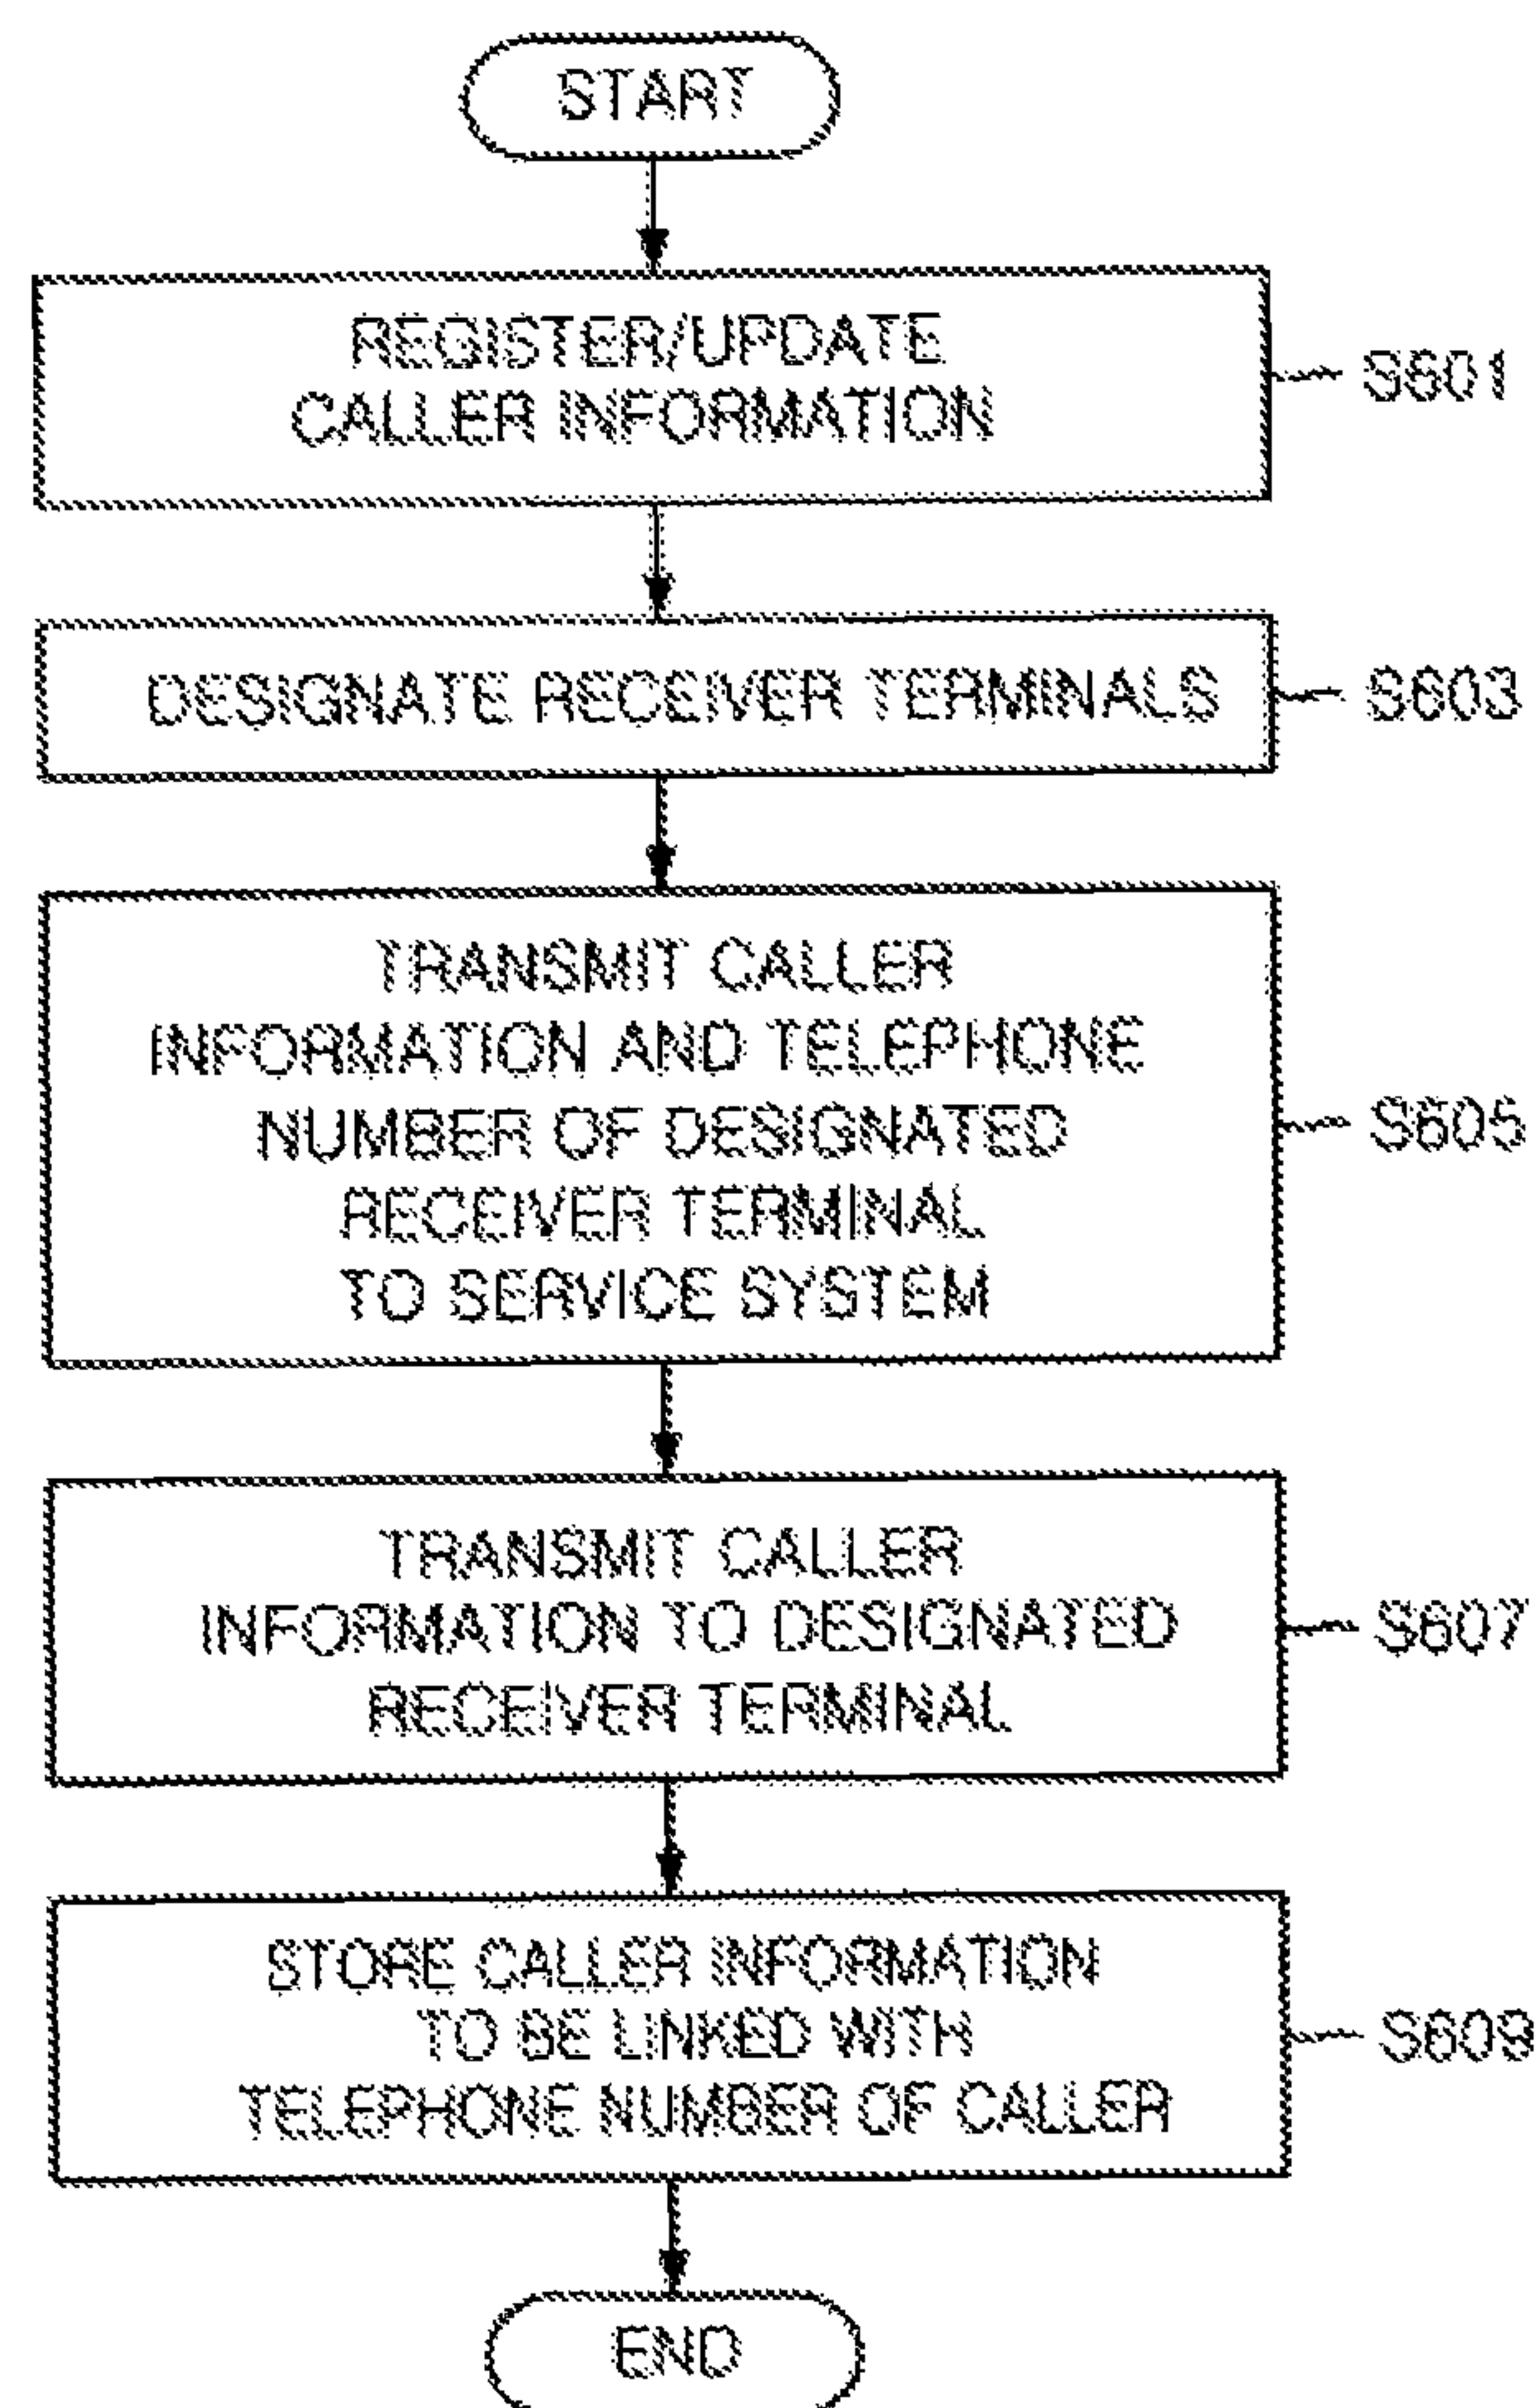 START
REGISTER/UPDATE
CALLER INFORMATION
S601
DESIGNATE RECEIVER TERMINALS
S603
TRANSMIT CALLER
INFORMATION AND TELEPHONE
NUMBER OF DESIGNATED
RECEIVER TERMINAL
TO SERVICE SYSTEM
S605
TRANSMIT CALLER
INFORMATION TO DESIGNATED
RECEIVER TERMINAL
S607
STORE CALLER INFORMATION
TO BE LINKED WITH
TELEPHONE NUMBER OF CALLER
S609
END